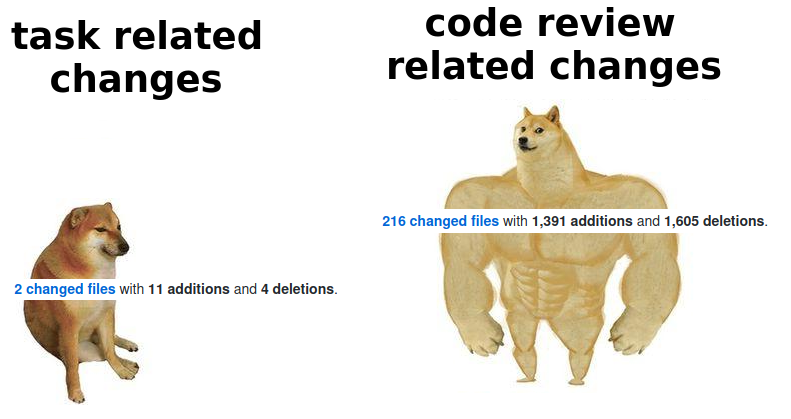 task related
changes
code review
related changes
216 changed files with 1,391 additions and 1,605 deletions.
2 changed files with 11 additions and 4 deletions.